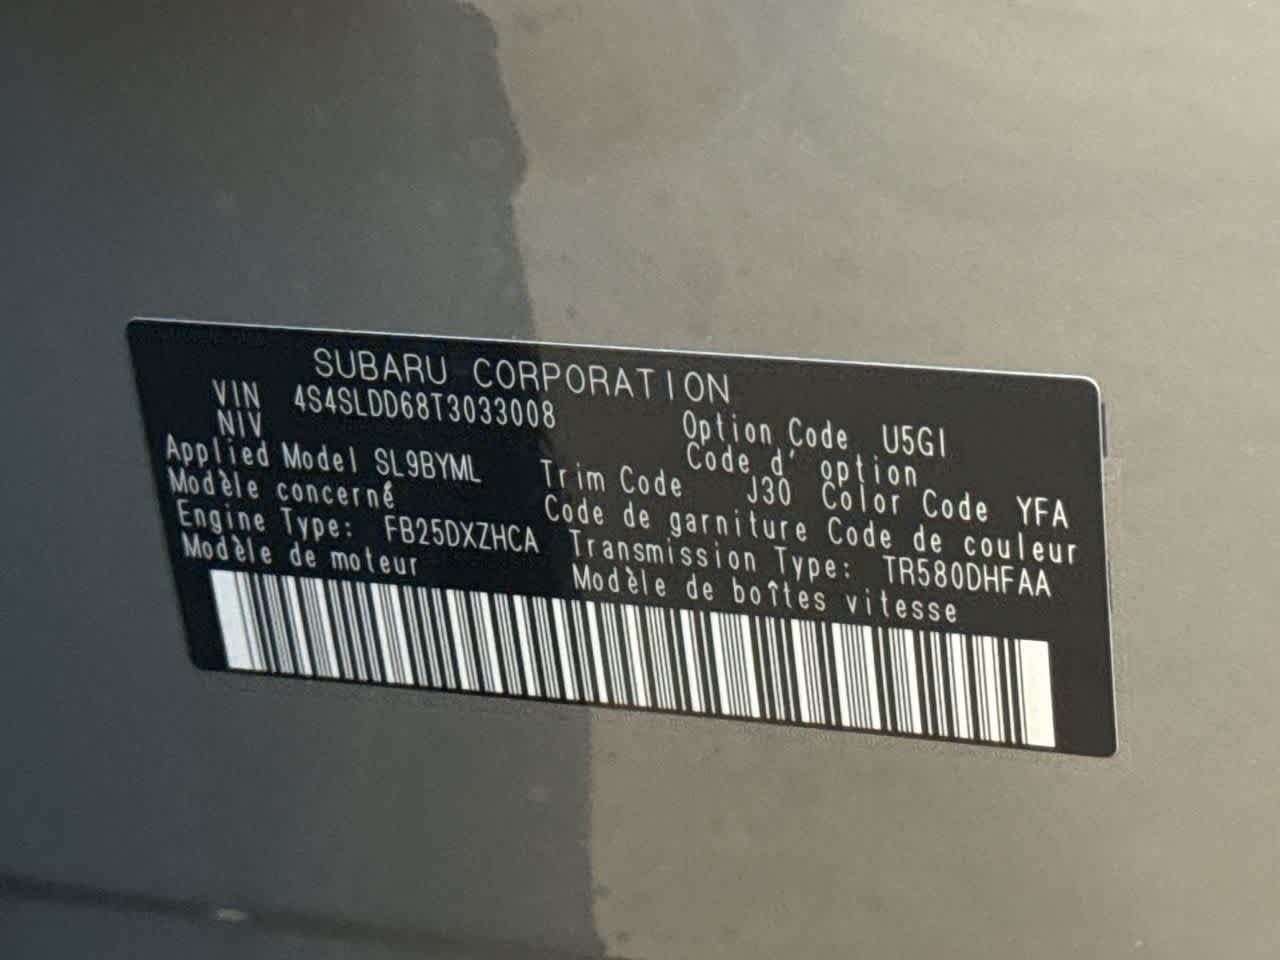 SUBARU CORPORATION
VIN 4S4SLDD68T3033008
NIV
Option Code U5GI
Code d' option
Applied Model SL9BYML
Modèle concerné
Trim Code J30 Color Code YFA
Code de garniture Code de couleur
Engine Type: FB25DXZHCA
Modèle de moteur
Transmission Type: TR580DHFAA
Modèle de boîtes vitesse